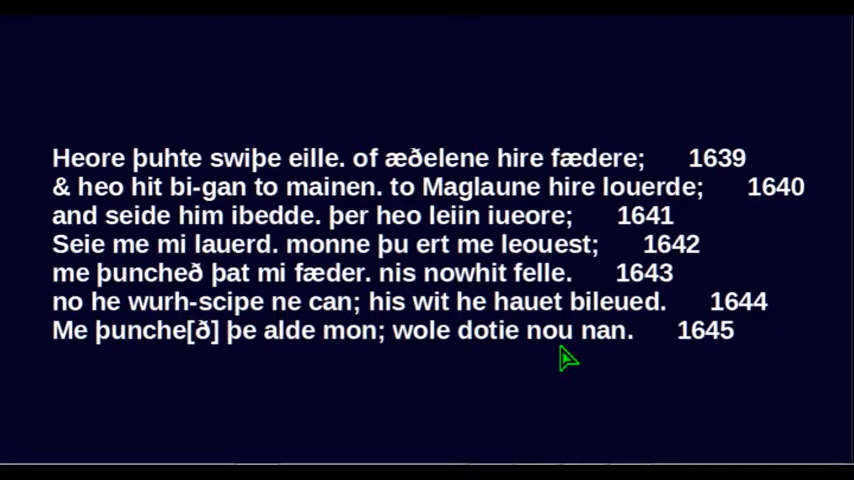 Heore þuhte swiþe eille. of æðelene hire fædere; 1639
& heo hit bi-gan to mainen. to Maglaune hire louerde; 1640
and seide him ibedde. þer heo leiin iueore; 1641
Seie me mi lauerd. monne þu ert me leouest; 1642
me þuncheð þat mi fæder. nis nowhit felle. 1643
no he wurh-scipe ne can; his wit he hauet bileued. 1644
Me þunche[ð] þe alde mon; wole dotie nou nan. 1645